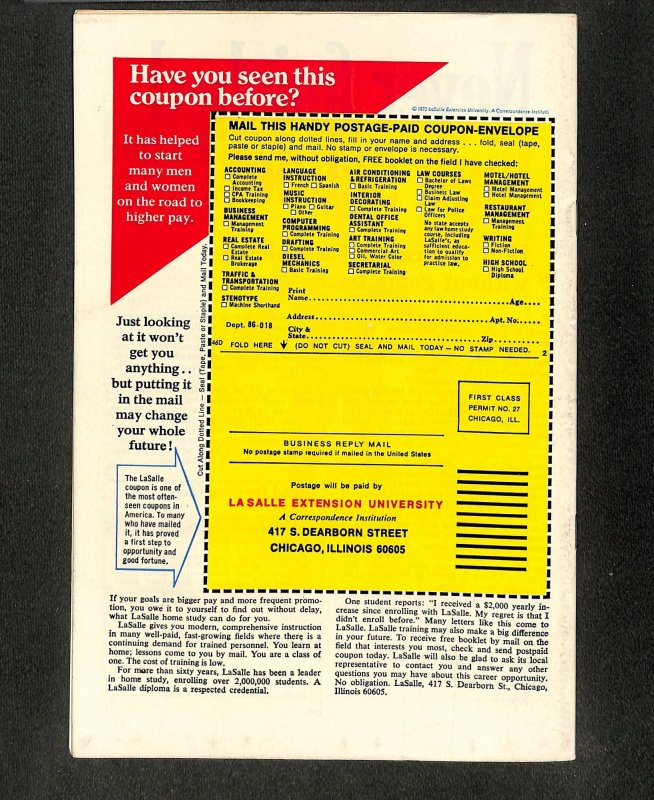 Have you seen this
coupon before?
© 1972 LaSalle Extension University, A Correspondence Institution
It has helped
to start
many men
and women
on the road to
higher pay.
MAIL THIS HANDY POSTAGE-PAID COUPON-ENVELOPE
Cut coupon along dotted lines, fill in your name and address . . . fold, seal (tape,
paste or staple) and mail. No stamp or envelope is necessary.
Please send me, without obligation, FREE booklet on the field I have checked:
ACCOUNTING
Complete
Accounting
Income Tax
CPA Training
Bookkeeping
BUSINESS
MANAGEMENT
Management
Training
REAL ESTATE
Complete Real
Estate
Real Estate
Brokerage
TRAFFIC &
TRANSPORTATION
Complete Training
STENOTYPE
Machine Shorthand
LANGUAGE
INSTRUCTION
French Spanish
MUSIC
INSTRUCTION
Piano Guitar
Other
COMPUTER
PROGRAMMING
Complete Training
DRAFTING
Complete Training
DIESEL
MECHANICS
Basic Training
AIR CONDITIONING
& REFRIGERATION
Basic Training
INTERIOR
DECORATING
Complete Training
DENTAL OFFICE
ASSISTANT
Complete Training
ART TRAINING
Complete Training
Commercial Art
Oil, Water Color
SECRETARIAL
Complete Training
LAW COURSES
Bachelor of Laws
Degree
Business Law
Claim Adjusting
Law
Law for Police
Officers
No state accepts
any law home study
course, including
LaSalle's, as
sufficient educa-
tion to qualify
for admission to
practice law.
MOTEL/HOTEL
MANAGEMENT
Motel Management
Hotel Management
RESTAURANT
MANAGEMENT
Management
Training
WRITING
Fiction
Non-Fiction
HIGH SCHOOL
High School
Diploma
Print
Name Age
Address Apt. No.
Dept. 86-018
City &
State Zip
46D FOLD HERE (DO NOT CUT) SEAL AND MAIL TODAY – NO STAMP NEEDED. 2
Cut Along Dotted Line — Seal (Tape, Paste or Staple) and Mail Today.
Just looking
at it won't
get you
anything . .
but putting it
in the mail
may change
your whole
future!
The LaSalle
coupon is one of
the most often-
seen coupons in
America. To many
who have mailed
it, it has proved
a first step to
opportunity and
good fortune.
FIRST CLASS
PERMIT NO. 27
CHICAGO, ILL.
BUSINESS REPLY MAIL
No postage stamp required if mailed in the United States
Postage will be paid by
LA SALLE EXTENSION UNIVERSITY
A Correspondence Institution
417 S. DEARBORN STREET
CHICAGO, ILLINOIS 60605
If your goals are bigger pay and more frequent promo-
tion, you owe it to yourself to find out without delay,
what LaSalle home study can do for you.
LaSalle gives you modern, comprehensive instruction
in many well-paid, fast-growing fields where there is a
continuing demand for trained personnel. You learn at
home; lessons come to you by mail. You are a class of
one. The cost of training is low.
For more than sixty years, LaSalle has been a leader
in home study, enrolling over 2,000,000 students. A
LaSalle diploma is a respected credential.
One student reports: "I received a $2,000 yearly in-
crease since enrolling with LaSalle. My regret is that I
didn't enroll before." Many letters like this come to
LaSalle. LaSalle training may also make a big difference
in your future. To receive free booklet by mail on the
field that interests you most, check and send postpaid
coupon today. LaSalle will also be glad to ask its local
representative to contact you and answer any other
questions you may have about this career opportunity.
No obligation. LaSalle, 417 S. Dearborn St., Chicago,
Illinois 60605.